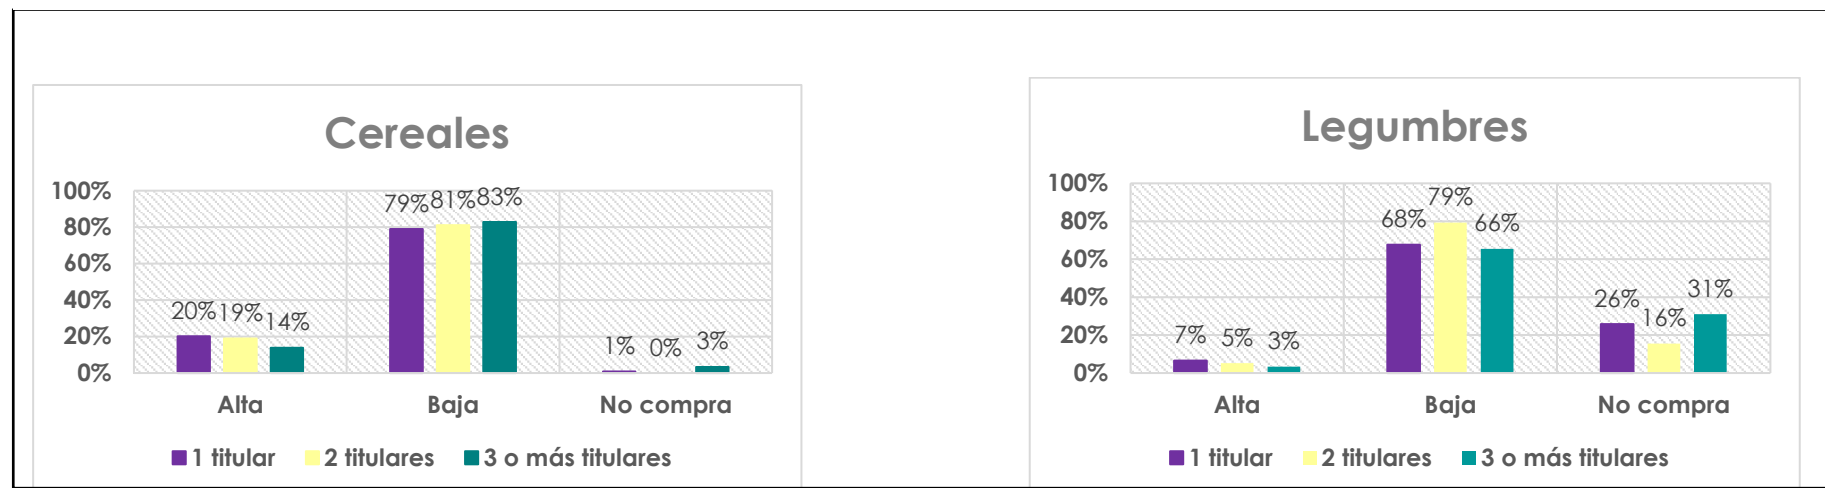 Cereales
100%
80%
60%
40%
20%
0%
20% 19% 14%
79% 81% 83%
1% 0% 3%
Alta Baja No compra
1 titular 2 titulares 3 o más titulares
Legumbres
100%
80%
60%
40%
20%
0%
7% 5% 3%
68% 79% 66%
26% 16% 31%
Alta Baja No compra
1 titular 2 titulares 3 o más titulares